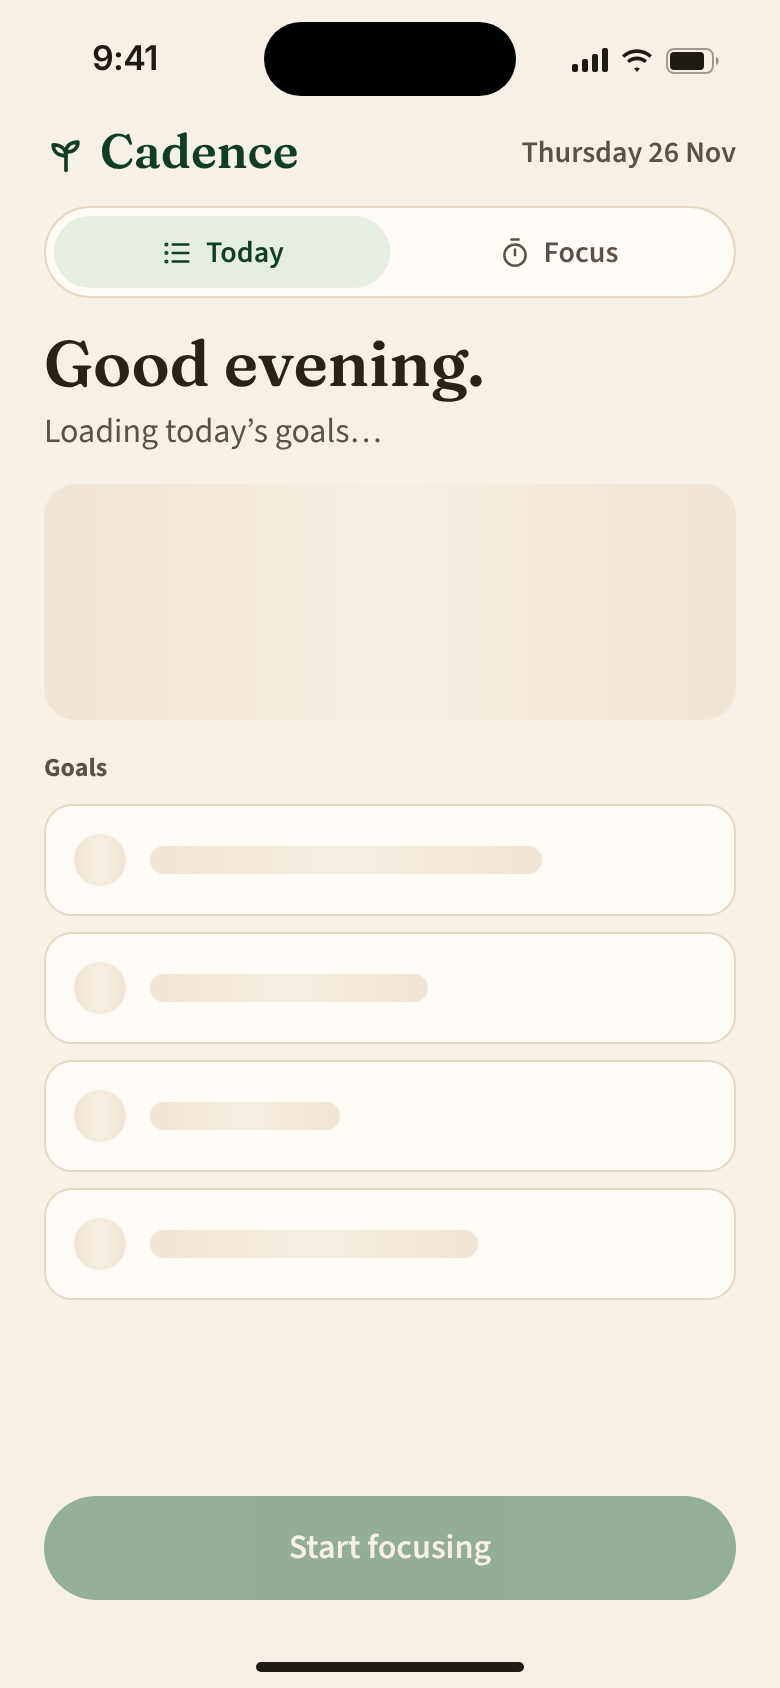 9:41
Cadence
Thursday 26 Nov
Today
Focus
Good evening.
Loading today’s goals…
Goals
Start focusing